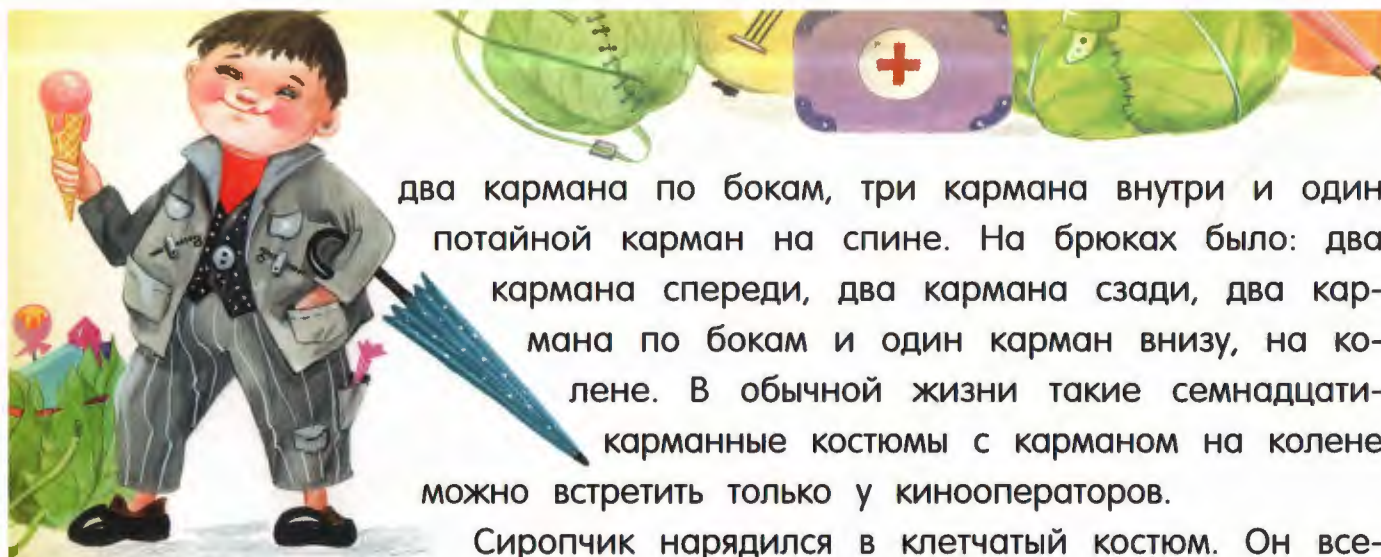 два кармана по бокам, три кармана внутри и один
потайной карман на спине. На брюках было: два
кармана спереди, два кармана сзади, два кар-
мана по бокам и один карман внизу, на ко-
лене. В обычной жизни такие семнадцати-
карманные костюмы с карманом на колене
можно встретить только у кинооператоров.
Сиропчик нарядился в клетчатый костюм. Он все-